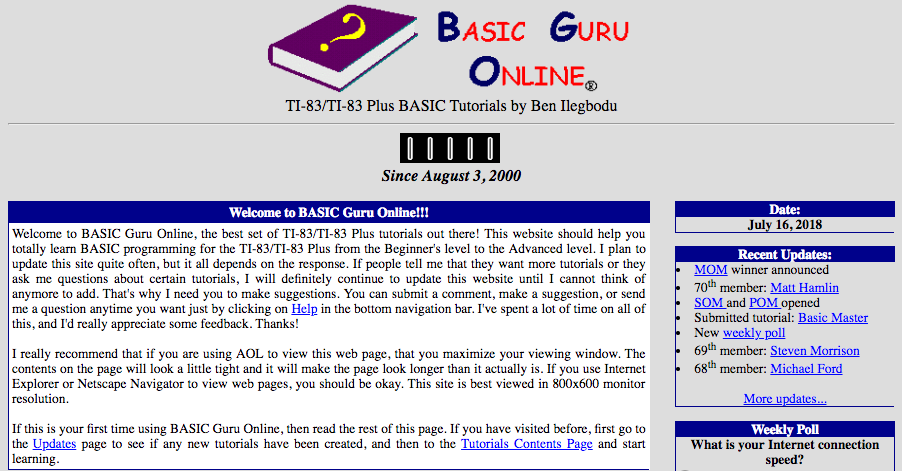 ?
BASIC GURU
ONLINE®
TI-83/TI-83 Plus BASIC Tutorials by Ben Ilegbodu
00000
Since August 3, 2000
Welcome to BASIC Guru Online!!!
Welcome to BASIC Guru Online, the best set of TI-83/TI-83 Plus tutorials out there! This website should help you
totally learn BASIC programming for the TI-83/TI-83 Plus from the Beginner's level to the Advanced level. I plan to
update this site quite often, but it all depends on the response. If people tell me that they want more tutorials or they
ask me questions about certain tutorials, I will definitely continue to update this website until I cannot think of
anymore to add. That's why I need you to make suggestions. You can submit a comment, make a suggestion, or send
me a question anytime you want just by clicking on Help in the bottom navigation bar. I've spent a lot of time on all of
this, and I'd really appreciate some feedback. Thanks!
I really recommend that if you are using AOL to view this web page, that you maximize your viewing window. The
contents on the page will look a little tight and it will make the page look longer than it actually is. If you use Internet
Explorer or Netscape Navigator to view web pages, you should be okay. This site is best viewed in 800x600 monitor
resolution.
If this is your first time using BASIC Guru Online, then read the rest of this page. If you have visited before, first go to
the Updates page to see if any new tutorials have been created, and then to the Tutorials Contents Page and start
learning.
Date:
July 16, 2018
Recent Updates:
MOM winner announced
70th member: Matt Hamlin
SOM and POM opened
Submitted tutorial: Basic Master
New weekly poll
69th member: Steven Morrison
68th member: Michael Ford
More updates...
Weekly Poll
What is your Internet connection
speed?